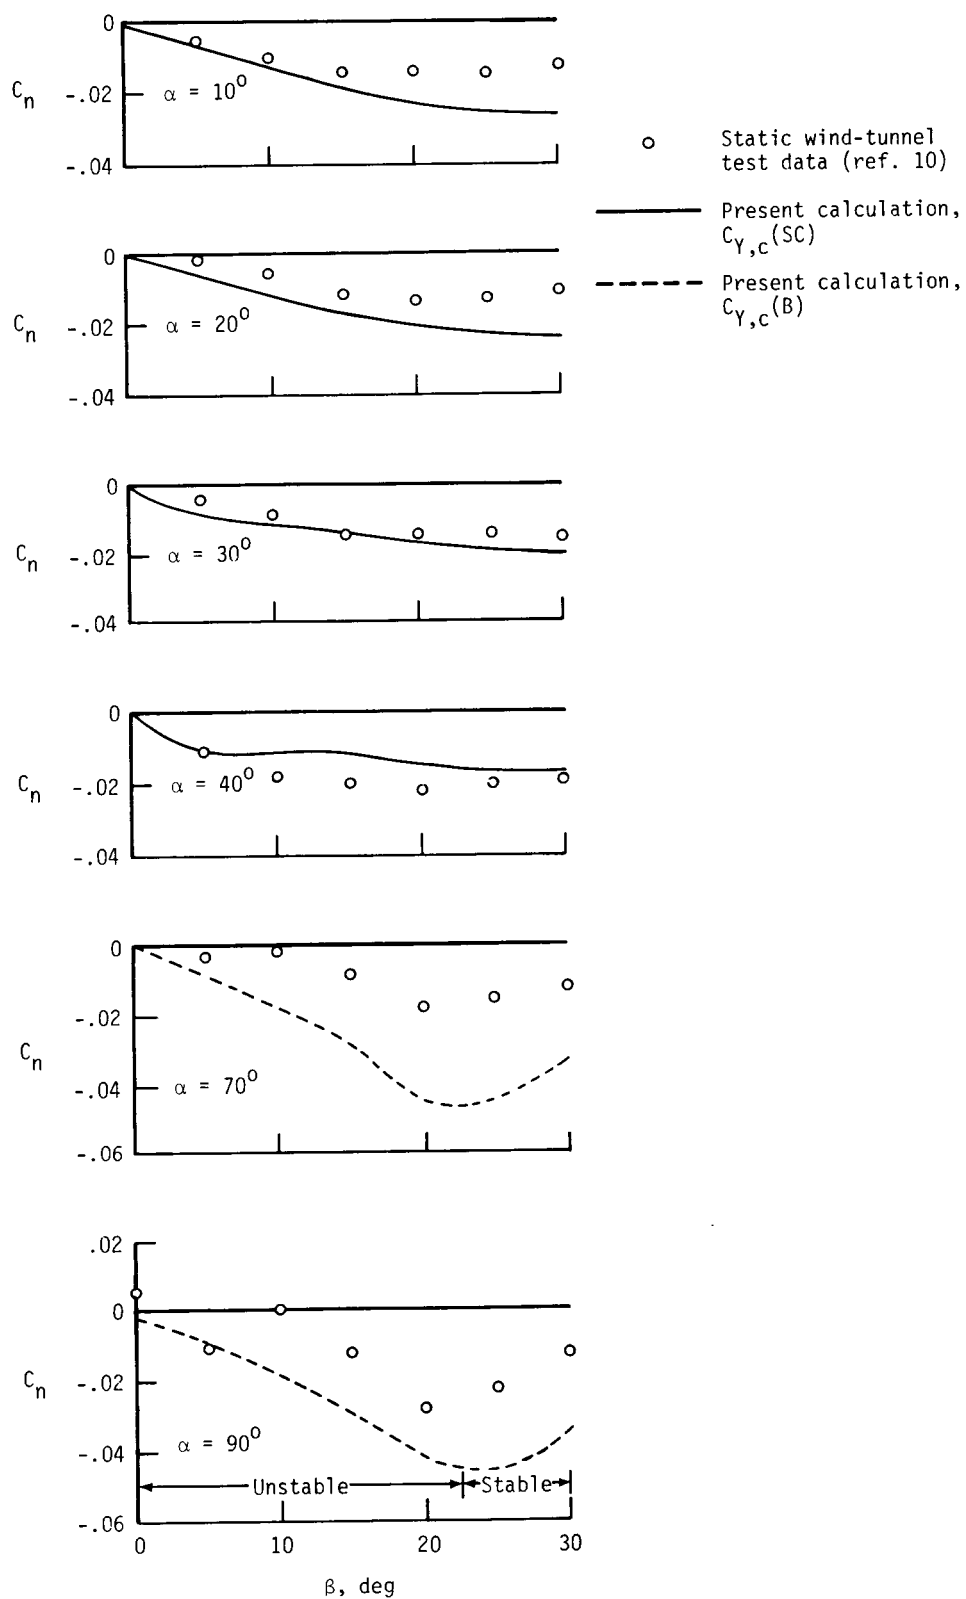 0
C_n -.02 α = 10°
-.04
Static wind-tunnel
test data (ref. 10)
Present calculation,
C_Y,c(SC)
Present calculation,
C_Y,c(B)
0
C_n -.02 α = 20°
-.04
0
C_n -.02 α = 30°
-.04
0
C_n -.02 α = 40°
-.04
0
-.02
C_n
-.04 α = 70°
-.06
.02
0
C_n -.02
-.04 α = 90°
Unstable Stable
-.06
0 10 20 30
β, deg